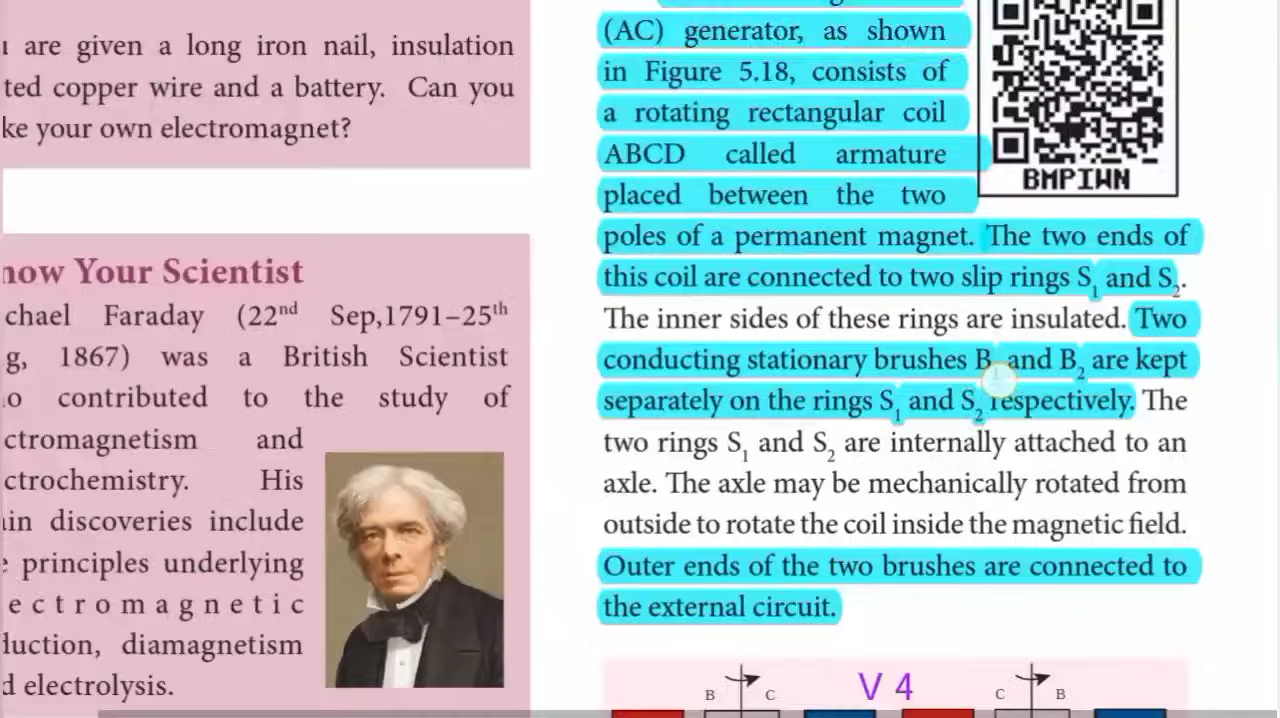 are given a long iron nail, insulation
ted copper wire and a battery. Can you
ke your own electromagnet?
now Your Scientist
chael Faraday (22nd Sep,1791–25th
g, 1867) was a British Scientist
o contributed to the study of
ctromagnetism and
ctrochemistry. His
in discoveries include
principles underlying
ectromagnetic
duction, diamagnetism
d electrolysis.
(AC) generator, as shown
in Figure 5.18, consists of
a rotating rectangular coil
ABCD called armature
placed between the two
poles of a permanent magnet. The two ends of
this coil are connected to two slip rings S1 and S2.
The inner sides of these rings are insulated. Two
conducting stationary brushes B1 and B2 are kept
separately on the rings S1 and S2 respectively. The
two rings S1 and S2 are internally attached to an
axle. The axle may be mechanically rotated from
outside to rotate the coil inside the magnetic field.
Outer ends of the two brushes are connected to
the external circuit.
BMPIWN
B C V 4 C B